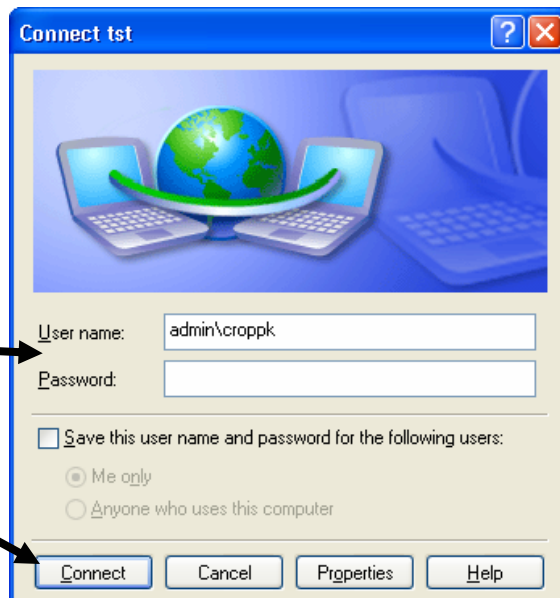 Connect tst
User name: admin\croppk
Password:
Save this user name and password for the following users:
Me only
Anyone who uses this computer
Connect Cancel Properties Help